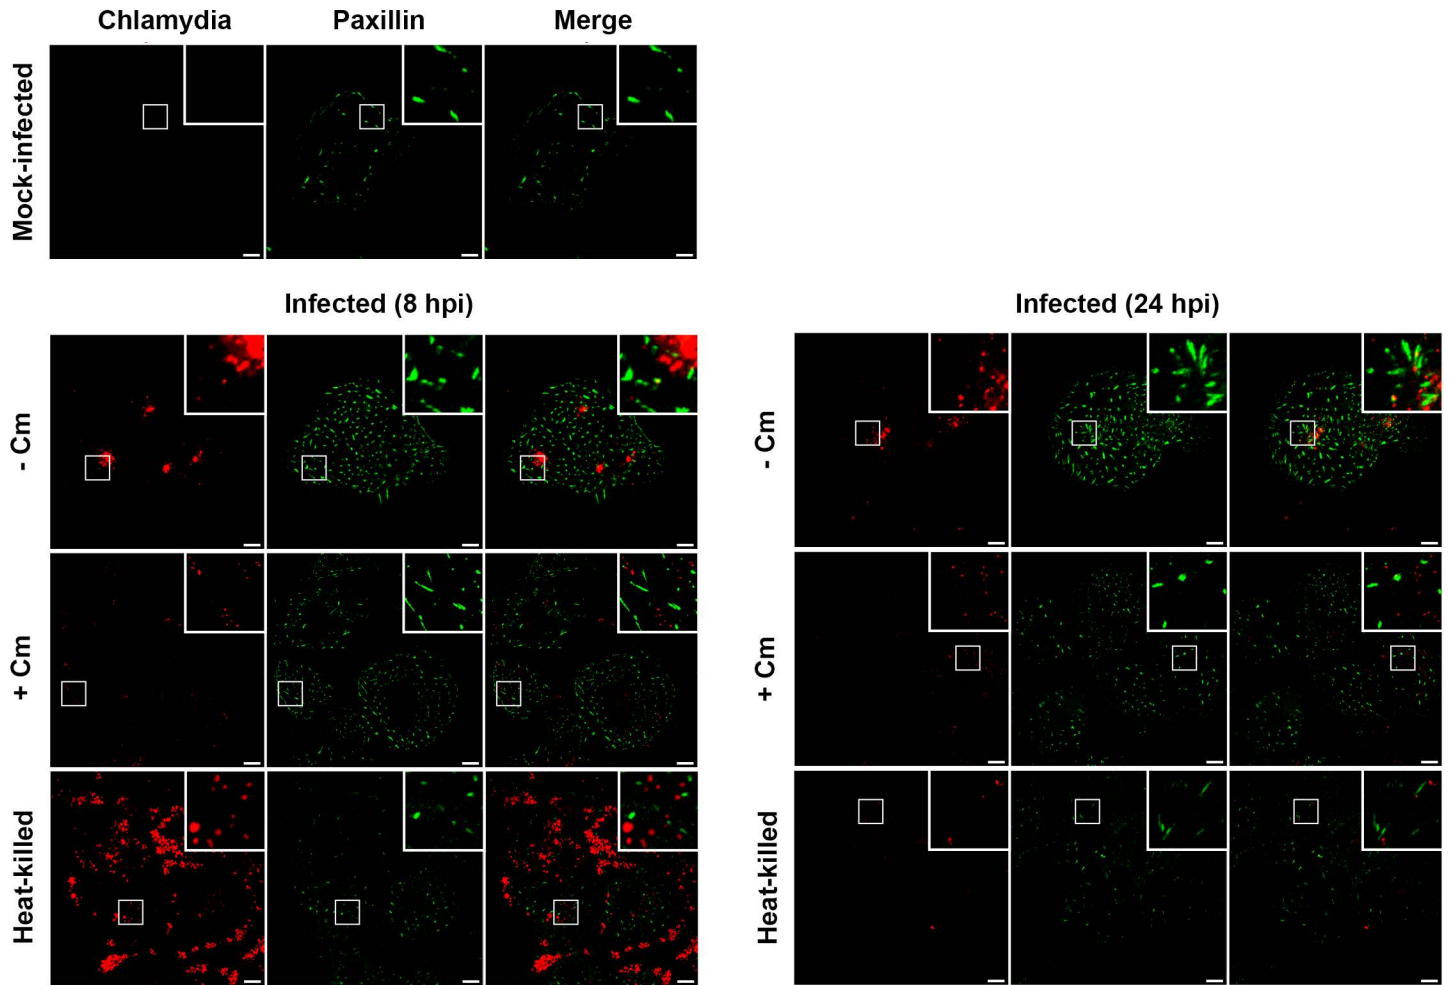 Chlamydia Paxillin Merge
Mock-infected
Infected (8 hpi) Infected (24 hpi)
- Cm - Cm
+ Cm + Cm
Heat-killed Heat-killed